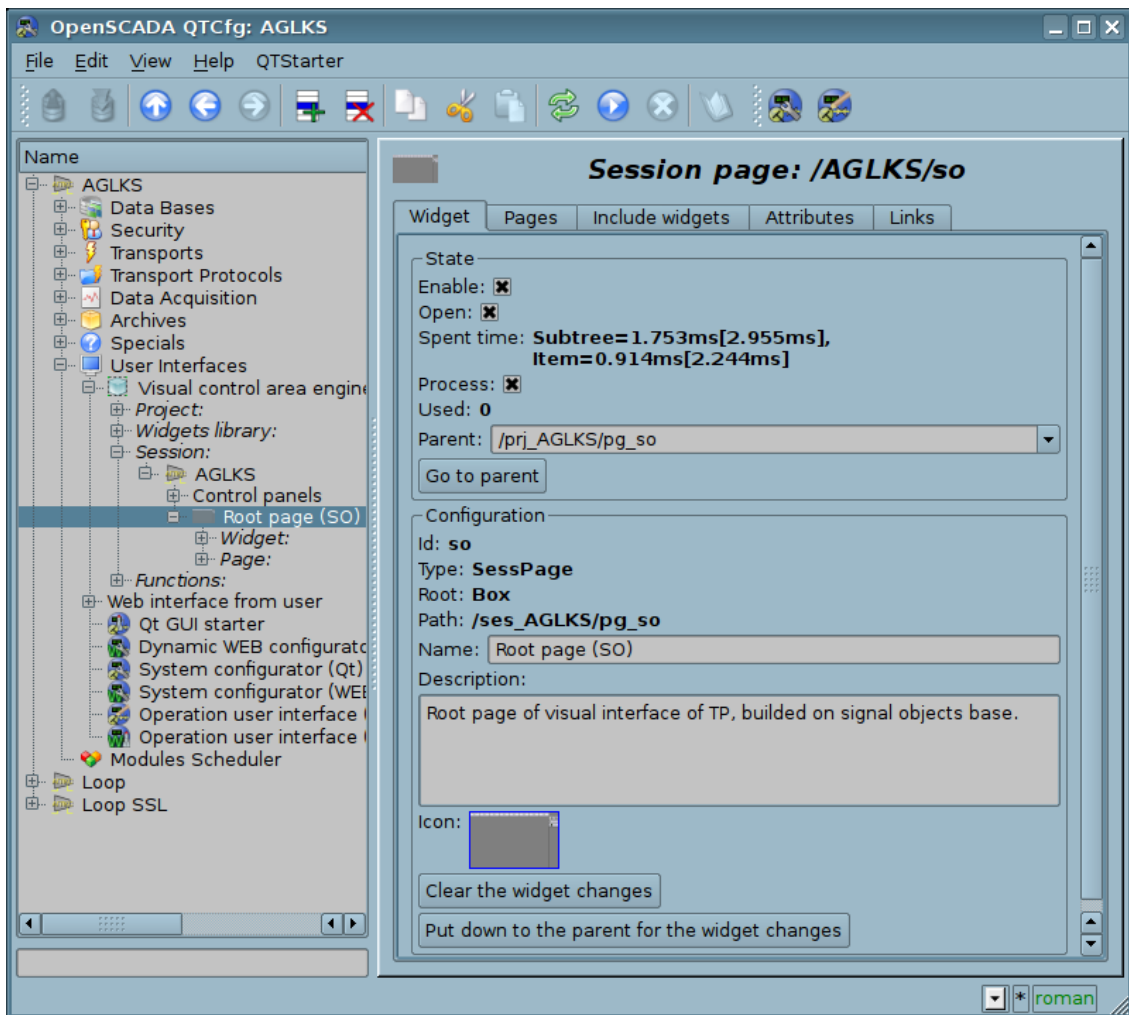 OpenSCADA QTCfg: AGLKS
File Edit View Help QTStarter
Name
AGLKS
Data Bases
Security
Transports
Transport Protocols
Data Acquisition
Archives
Specials
User Interfaces
Visual control area engine
Project:
Widgets library:
Session:
AGLKS
Control panels
Root page (SO)
Widget:
Page:
Functions:
Web interface from user
Qt GUI starter
Dynamic WEB configurato
System configurator (Qt)
System configurator (WEB
Operation user interface (
Operation user interface (
Modules Scheduler
Loop
Loop SSL
Session page: /AGLKS/so
Widget Pages Include widgets Attributes Links
State
Enable:
Open:
Spent time: Subtree=1.753ms[2.955ms],
Item=0.914ms[2.244ms]
Process:
Used: 0
Parent: /prj_AGLKS/pg_so
Go to parent
Configuration
Id: so
Type: SessPage
Root: Box
Path: /ses_AGLKS/pg_so
Name: Root page (SO)
Description:
Root page of visual interface of TP, builded on signal objects base.
Icon:
Clear the widget changes
Put down to the parent for the widget changes
* roman